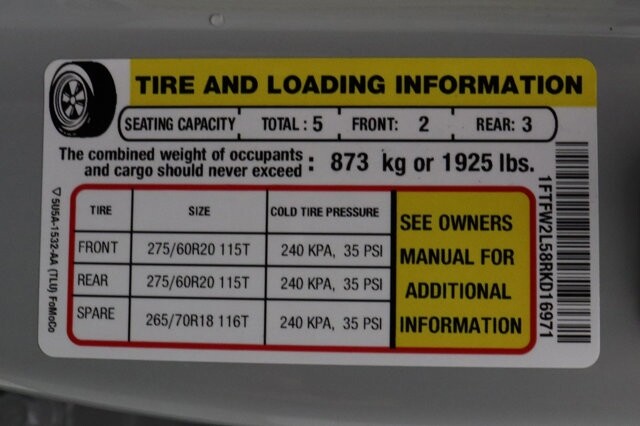 TIRE AND LOADING INFORMATION
SEATING CAPACITY TOTAL : 5 FRONT: 2 REAR: 3
The combined weight of occupants
and cargo should never exceed : 873 kg or 1925 lbs.
TIRE SIZE COLD TIRE PRESSURE
FRONT 275/60R20 115T 240 KPA, 35 PSI
REAR 275/60R20 115T 240 KPA, 35 PSI
SPARE 265/70R18 116T 240 KPA, 35 PSI
SEE OWNERS
MANUAL FOR
ADDITIONAL
INFORMATION
1FTFW2L58RKD16971
5U5A-1532-AA (TLU) FoMoCo